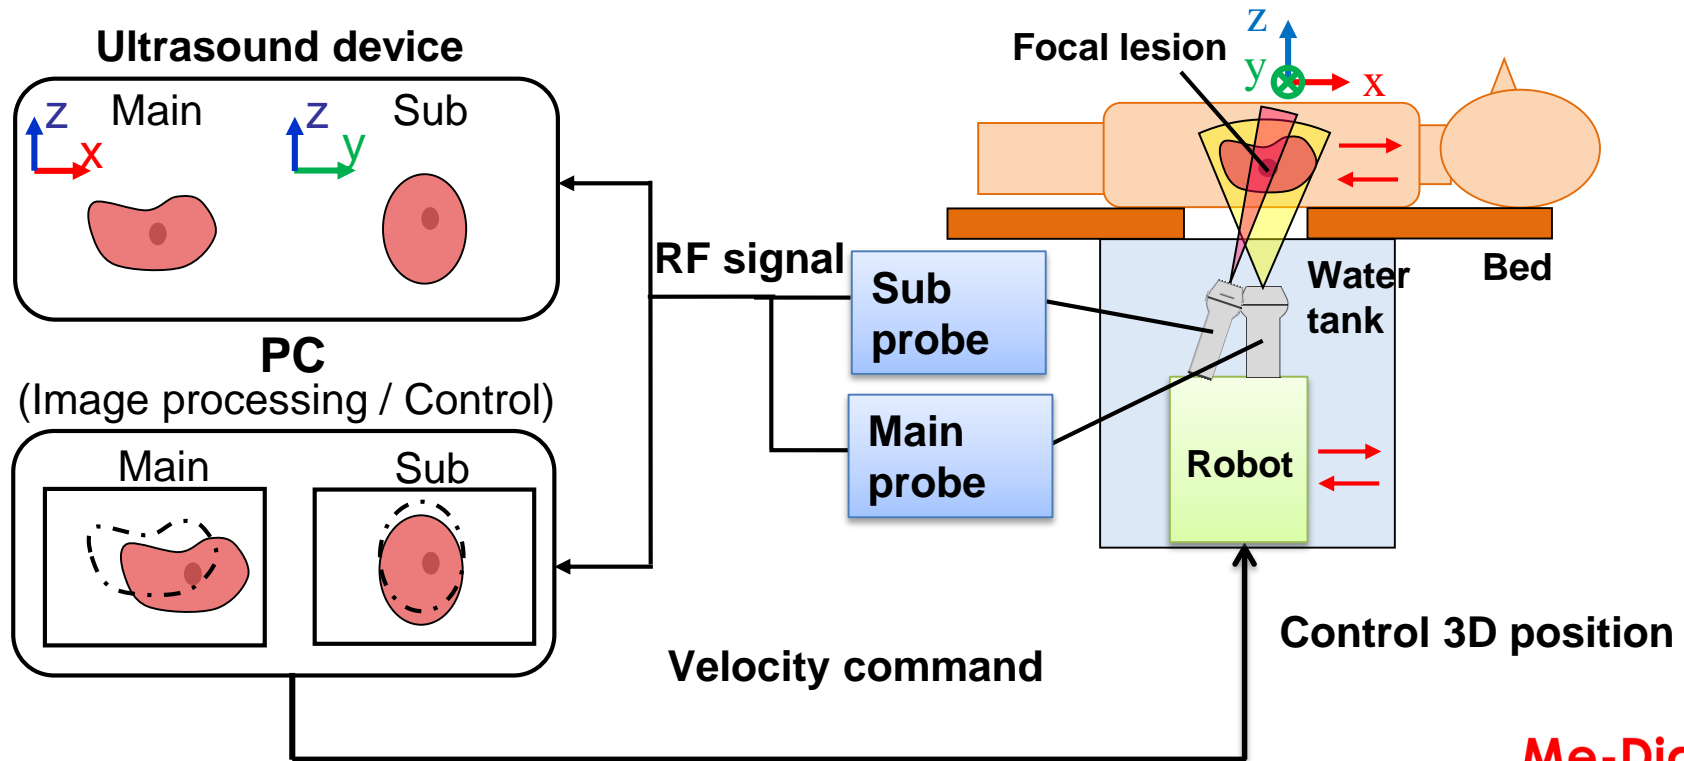 Ultrasound device
Main
Sub
z
x
z
y
PC
(Image processing / Control)
Main
Sub
RF signal
Sub
probe
Main
probe
Velocity command
Focal lesion
z
y
x
Water
tank
Bed
Robot
Control 3D position